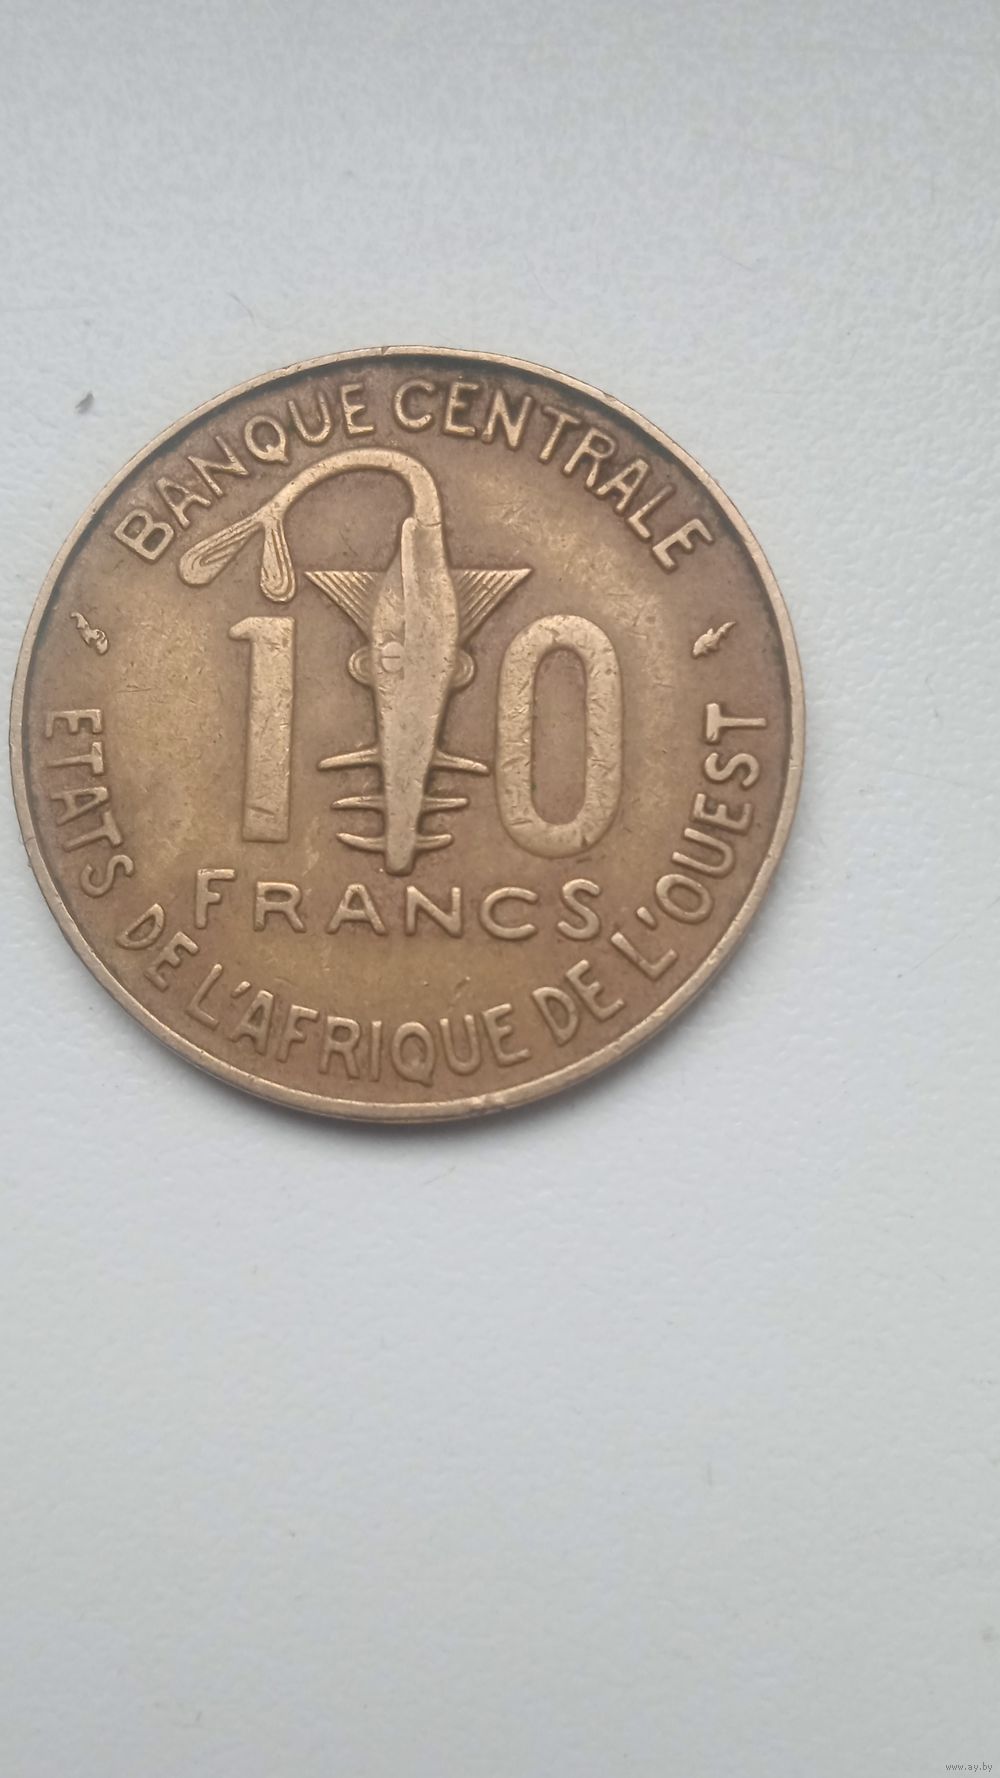 BANQUE CENTRALE
10
FRANCS
ETATS DE L'AFRIQUE DE L'OUEST
www.ay.by